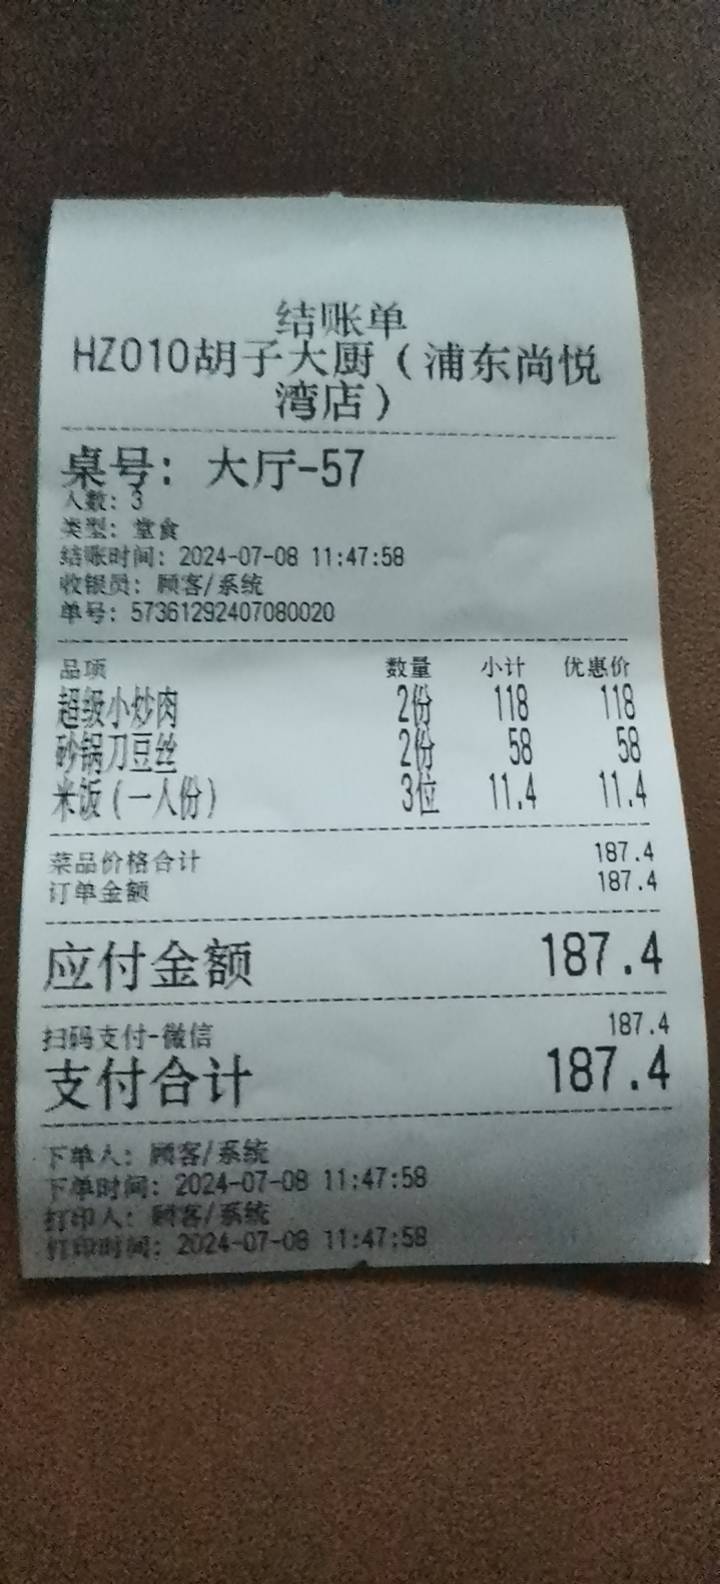 结账单
HZ010胡子大厨（浦东尚悦
湾店）
桌号：大厅-57
人数：3
类型：堂食
结账时间：2024-07-08 11:47:58
收银员：顾客/系统
单号：57361292407080020
品项 数量 小计 优惠价
超级小炒肉 2份 118 118
砂锅刀豆丝 2份 58 58
米饭（一人份） 3位 11.4 11.4
菜品价格合计 187.4
订单金额 187.4
应付金额 187.4
扫码支付-微信 187.4
支付合计 187.4
下单人：顾客/系统
下单时间：2024-07-08 11:47:58
打印人：顾客/系统
打印时间：2024-07-08 11:47:58